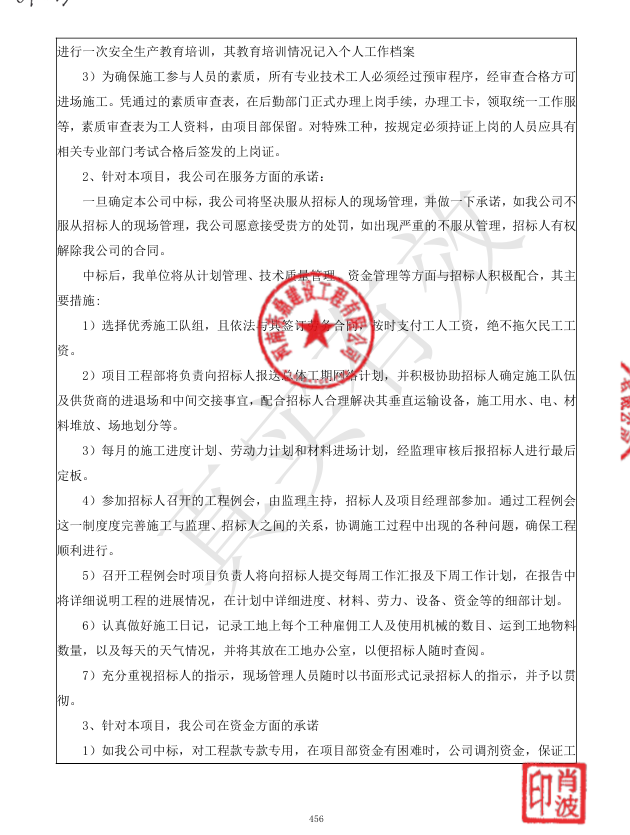 进行一次安全生产教育培训，其教育培训情况记入个人工作档案
3）为确保施工参与人员的素质，所有专业技术工人必须经过预审程序，经审查合格方可
进场施工。凭通过的素质审查表，在后勤部门正式办理上岗手续，办理工卡，领取统一工作服
等，素质审查表为工人资料，由项目部保留。对特殊工种，按规定必须持证上岗的人员应具有
相关专业部门考试合格后签发的上岗证。
2、针对本项目，我公司在服务方面的承诺：
一旦确定本公司中标，我公司将坚决服从招标人的现场管理，并做一下承诺，如我公司不
服从招标人的现场管理，我公司愿意接受贵方的处罚，如出现严重的不服从管理，招标人有权
解除我公司的合同。
中标后，我单位将从计划管理、技术质量管理、资金管理等方面与招标人积极配合，其主
要措施:
1）选择优秀施工队组，且依法与其签订劳务合同，按时支付工人工资，绝不拖欠民工工
资。
2）项目工程部将负责向招标人报送总体工期网络计划，并积极协助招标人确定施工队伍
及供货商的进退场和中间交接事宜，配合招标人合理解决其垂直运输设备，施工用水、电、材
料堆放、场地划分等。
3）每月的施工进度计划、劳动力计划和材料进场计划，经监理审核后报招标人进行最后
定板。
4）参加招标人召开的工程例会，由监理主持，招标人及项目经理部参加。通过工程例会
这一制度度完善施工与监理、招标人之间的关系，协调施工过程中出现的各种问题，确保工程
顺利进行。
5）召开工程例会时项目负责人将向招标人提交每周工作汇报及下周工作计划，在报告中
将详细说明工程的进展情况，在计划中详细进度、材料、劳力、设备、资金等的细部计划。
6）认真做好施工日记，记录工地上每个工种雇佣工人及使用机械的数目、运到工地物料
数量，以及每天的天气情况，并将其放在工地办公室，以便招标人随时查阅。
7）充分重视招标人的指示，现场管理人员随时以书面形式记录招标人的指示，并予以贯
彻。
3、针对本项目，我公司在资金方面的承诺
1）如我公司中标，对工程款专款专用，在项目部资金有困难时，公司调剂资金，保证工
真实有效
肖波印
456